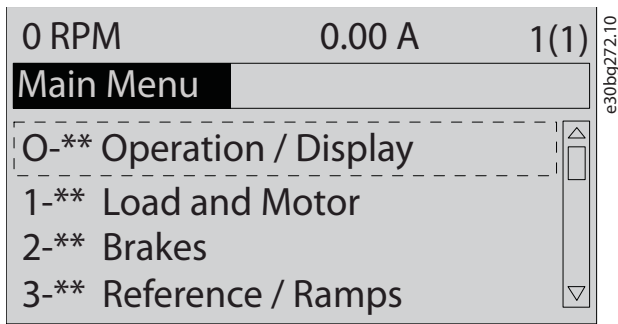 0 RPM 0.00 A 1(1)
Main Menu
O-** Operation / Display
1-** Load and Motor
2-** Brakes
3-** Reference / Ramps
e30bg272.10